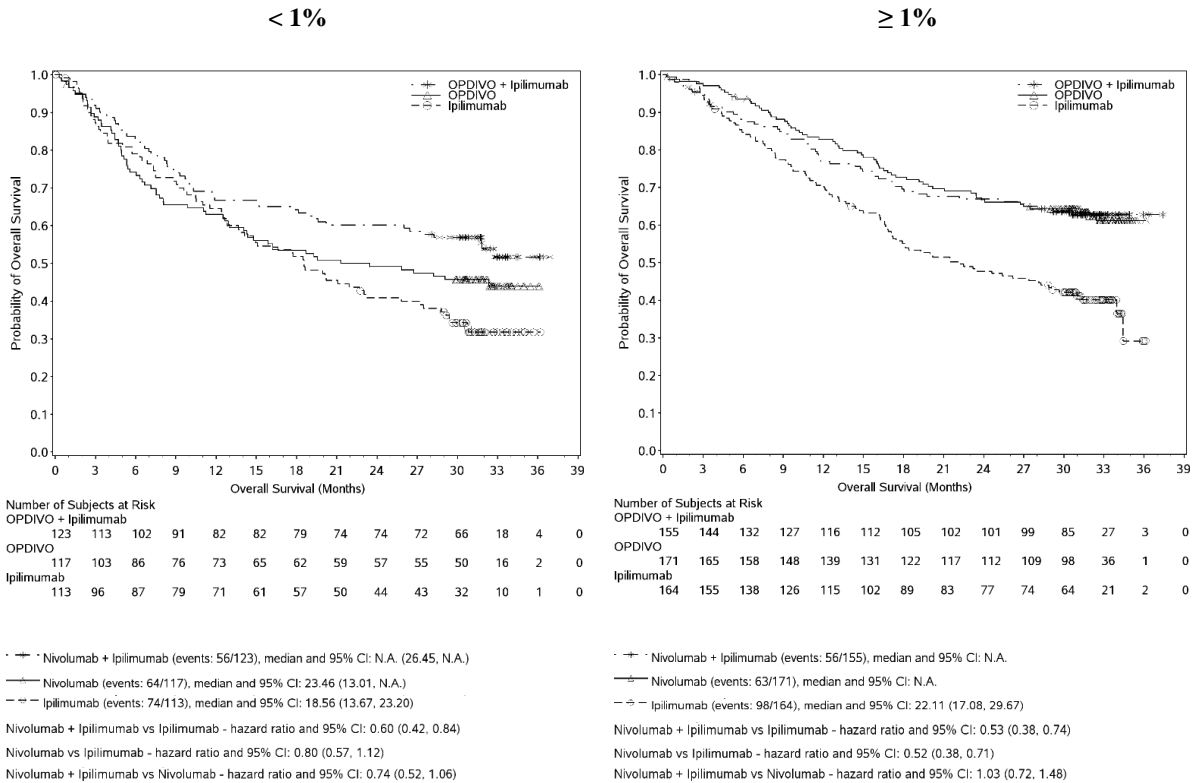 < 1%
≥ 1%
1.0
0.9
0.8
0.7
0.6
0.5
0.4
0.3
0.2
0.1
0.0
Probability of Overall Survival
OPDIVO + Ipilimumab
OPDIVO
Ipilimumab
0 3 6 9 12 15 18 21 24 27 30 33 36 39
Overall Survival (Months)
Number of Subjects at Risk
OPDIVO + Ipilimumab
123 113 102 91 82 82 79 74 74 72 66 18 4 0
OPDIVO
117 103 86 76 73 65 62 59 57 55 50 16 2 0
Ipilimumab
113 96 87 79 71 61 57 50 44 43 32 10 1 0
Nivolumab + Ipilimumab (events: 56/123), median and 95% CI: N.A. (26.45, N.A.)
Nivolumab (events: 64/117), median and 95% CI: 23.46 (13.01, N.A.)
Ipilimumab (events: 74/113), median and 95% CI: 18.56 (13.67, 23.20)
Nivolumab + Ipilimumab vs Ipilimumab - hazard ratio and 95% CI: 0.60 (0.42, 0.84)
Nivolumab vs Ipilimumab - hazard ratio and 95% CI: 0.80 (0.57, 1.12)
Nivolumab + Ipilimumab vs Nivolumab - hazard ratio and 95% CI: 0.74 (0.52, 1.06)
1.0
0.9
0.8
0.7
0.6
0.5
0.4
0.3
0.2
0.1
0.0
Probability of Overall Survival
OPDIVO + Ipilimumab
OPDIVO
Ipilimumab
0 3 6 9 12 15 18 21 24 27 30 33 36 39
Overall Survival (Months)
Number of Subjects at Risk
OPDIVO + Ipilimumab
155 144 132 127 116 112 105 102 101 99 85 27 3 0
OPDIVO
171 165 158 148 139 131 122 117 112 109 98 36 1 0
Ipilimumab
164 155 138 126 115 102 89 83 77 74 64 21 2 0
Nivolumab + Ipilimumab (events: 56/155), median and 95% CI: N.A.
Nivolumab (events: 63/171), median and 95% CI: N.A.
Ipilimumab (events: 98/164), median and 95% CI: 22.11 (17.08, 29.67)
Nivolumab + Ipilimumab vs Ipilimumab - hazard ratio and 95% CI: 0.53 (0.38, 0.74)
Nivolumab vs Ipilimumab - hazard ratio and 95% CI: 0.52 (0.38, 0.71)
Nivolumab + Ipilimumab vs Nivolumab - hazard ratio and 95% CI: 1.03 (0.72, 1.48)